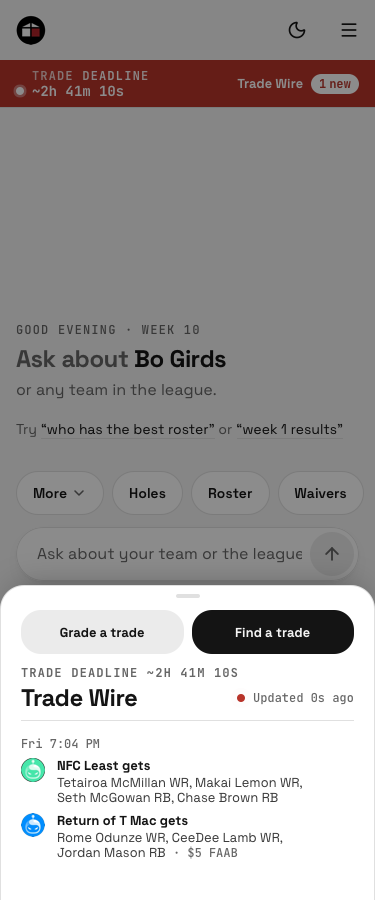 TRADE DEADLINE
~2h 41m 10s
Trade Wire 1 new
GOOD EVENING · WEEK 10
Ask about Bo Girds
or any team in the league.
Try “who has the best roster” or “week 1 results”
More Holes Roster Waivers
Ask about your team or the league
Grade a trade Find a trade
TRADE DEADLINE ~2H 41M 10S
Trade Wire Updated 0s ago
Fri 7:04 PM
NFC Least gets
Tetairoa McMillan WR, Makai Lemon WR,
Seth McGowan RB, Chase Brown RB
Return of T Mac gets
Rome Odunze WR, CeeDee Lamb WR,
Jordan Mason RB · $5 FAAB